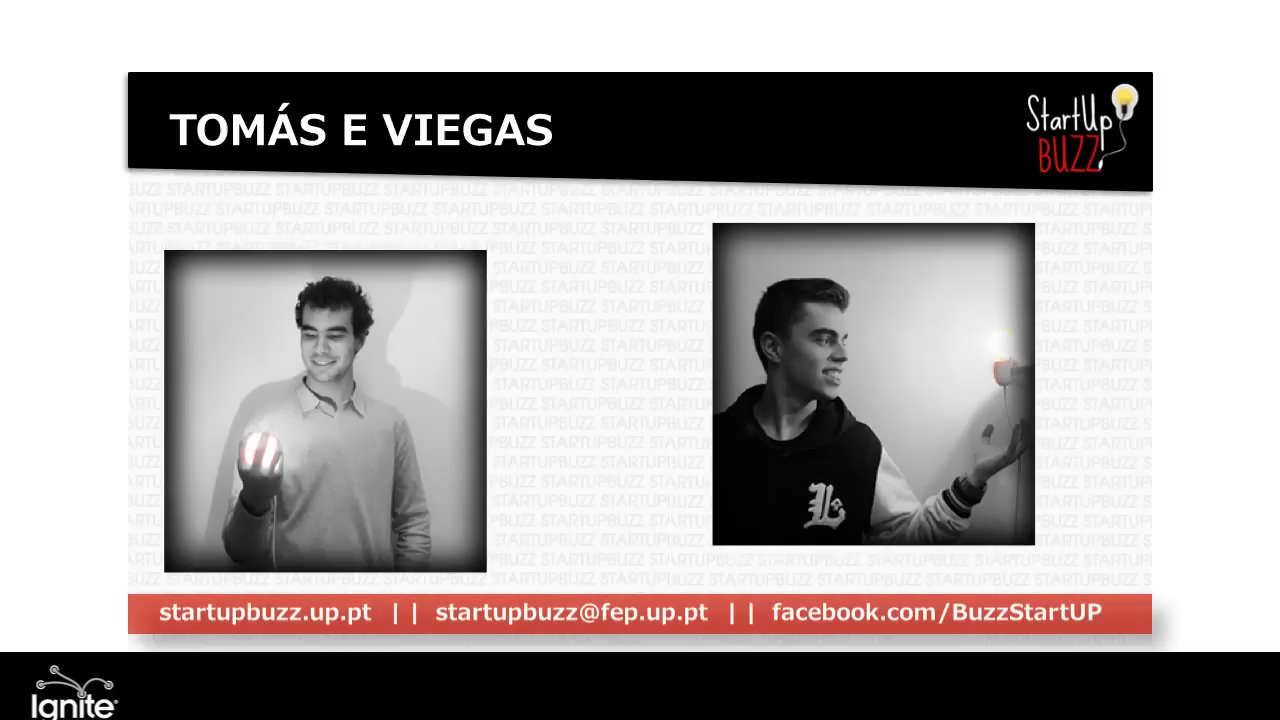 TOMÁS E VIEGAS
StartUp
BUZZ
L
startupbuzz.up.pt || startupbuzz@fep.up.pt || facebook.com/BuzzStartUP
Ignite